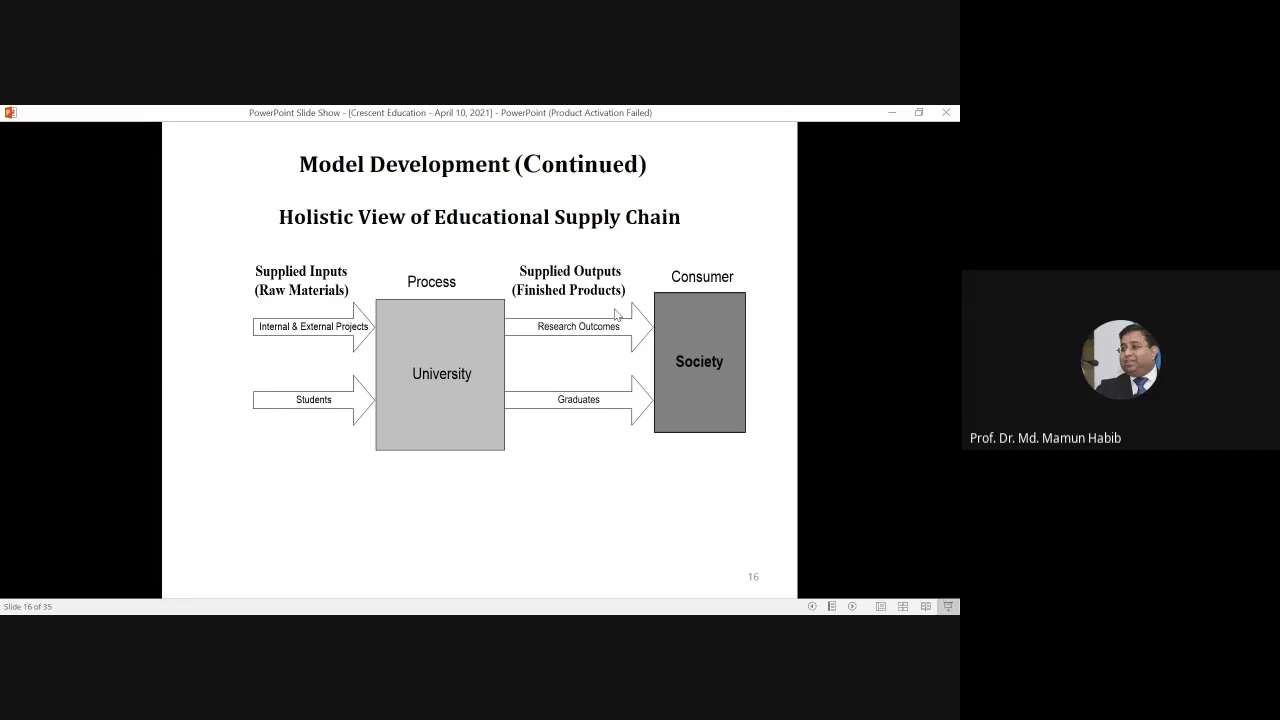 PowerPoint Slide Show - [Crescent Education - April 10, 2021] - PowerPoint (Product Activation Failed)
Model Development (Continued)
Holistic View of Educational Supply Chain
Supplied Inputs
(Raw Materials)
Process
Supplied Outputs
(Finished Products)
Consumer
Internal & External Projects
Research Outcomes
University
Society
Students
Graduates
16
Slide 16 of 35
Prof. Dr. Md. Mamun Habib